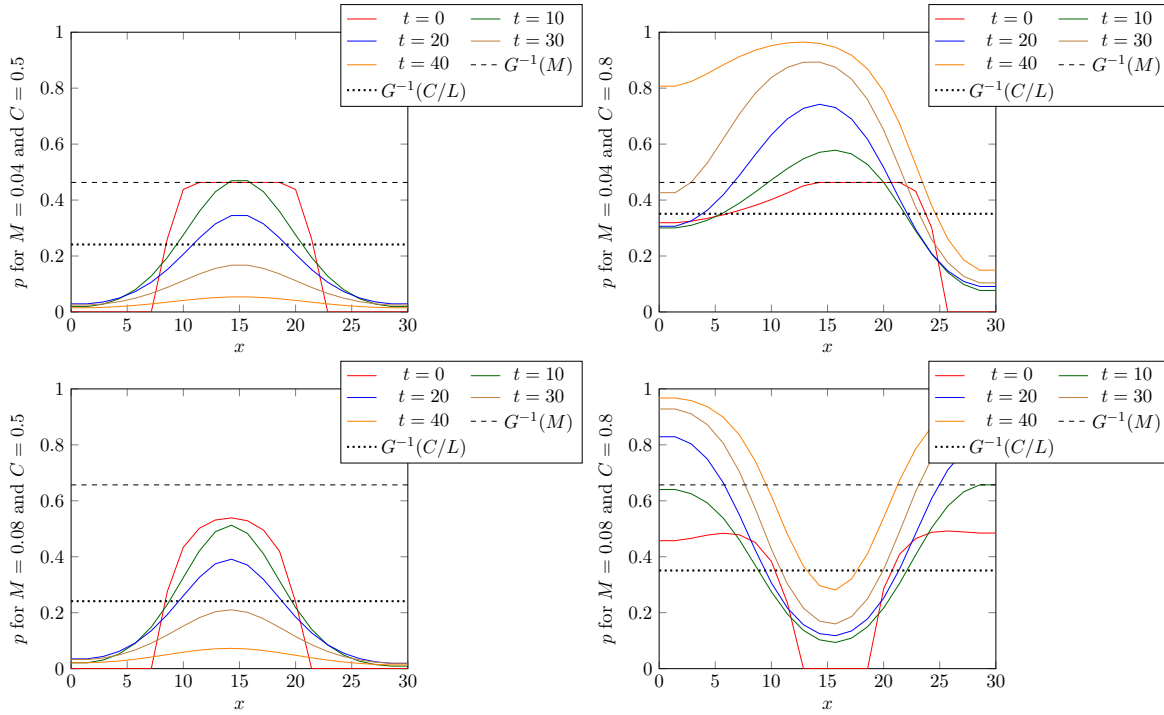 p for M = 0.04 and C = 0.5
1
0.8
0.6
0.4
0.2
0
0 5 10 15 20 25 30
x
t = 0 t = 10
t = 20 t = 30
t = 40 G⁻¹(M)
G⁻¹(C/L)
p for M = 0.04 and C = 0.8
1
0.8
0.6
0.4
0.2
0
0 5 10 15 20 25 30
x
t = 0 t = 10
t = 20 t = 30
t = 40 G⁻¹(M)
G⁻¹(C/L)
p for M = 0.08 and C = 0.5
1
0.8
0.6
0.4
0.2
0
0 5 10 15 20 25 30
x
t = 0 t = 10
t = 20 t = 30
t = 40 G⁻¹(M)
G⁻¹(C/L)
p for M = 0.08 and C = 0.8
1
0.8
0.6
0.4
0.2
0
0 5 10 15 20 25 30
x
t = 0 t = 10
t = 20 t = 30
t = 40 G⁻¹(M)
G⁻¹(C/L)